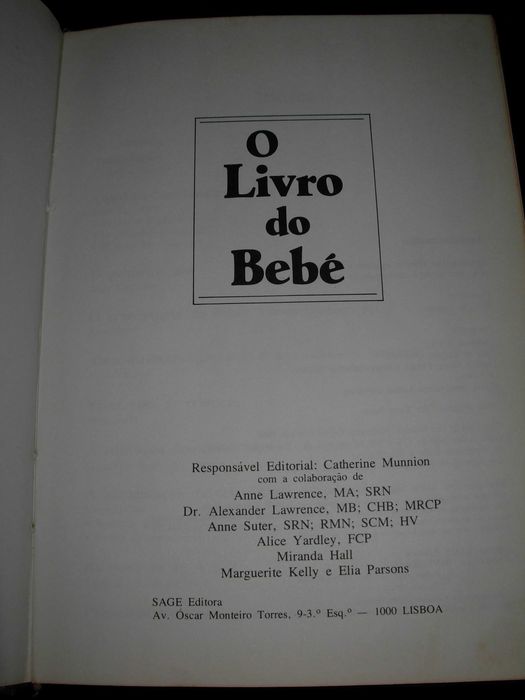 O
Livro
do
Bebé
Responsável Editorial: Catherine Munnion
com a colaboração de
Anne Lawrence, MA; SRN
Dr. Alexander Lawrence, MB; CHB; MRCP
Anne Suter, SRN; RMN; SCM; HV
Alice Yardley, FCP
Miranda Hall
Marguerite Kelly e Elia Parsons
SAGE Editora
Av. Óscar Monteiro Torres, 9-3.º Esq.º — 1000 LISBOA